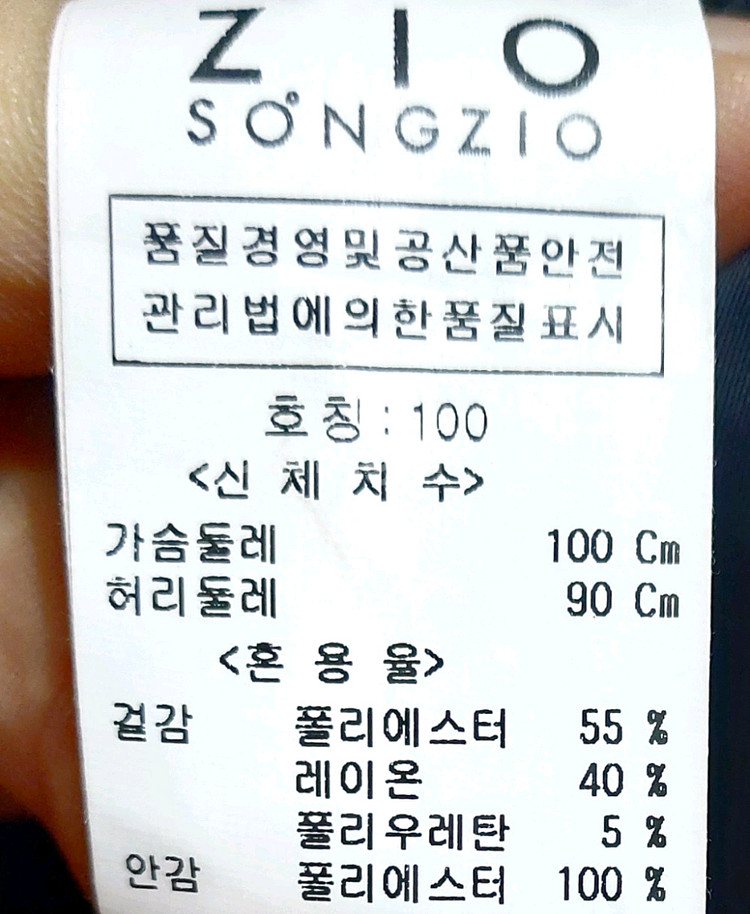 ZIO
SONGZIO
품질경영및공산품안전
관리법에의한품질표시
호칭:100
<신체치수>
가슴둘레 100 Cm
허리둘레 90 Cm
<혼용율>
겉감 폴리에스터 55 %
레이온 40 %
폴리우레탄 5 %
안감 폴리에스터 100 %